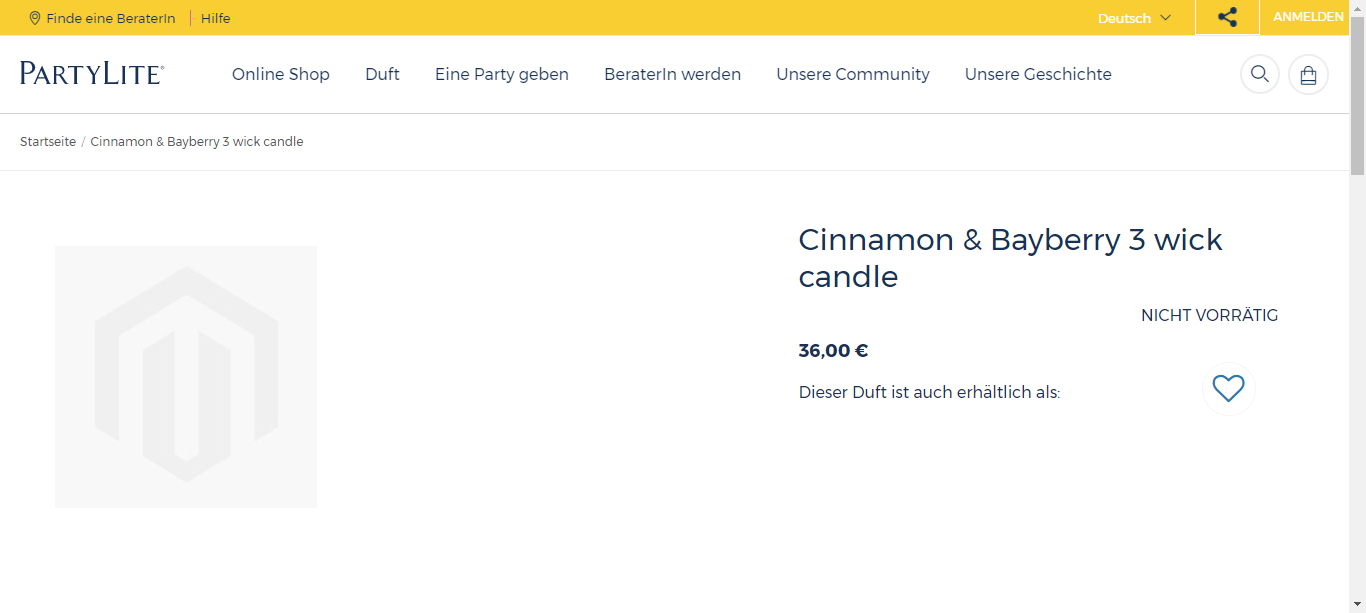 Finde eine BeraterIn
Hilfe
Deutsch
ANMELDEN
PARTYLITE®
Online Shop
Duft
Eine Party geben
BeraterIn werden
Unsere Community
Unsere Geschichte
Startseite / Cinnamon & Bayberry 3 wick candle
Cinnamon & Bayberry 3 wick
candle
NICHT VORRÄTIG
36,00 €
Dieser Duft ist auch erhältlich als: